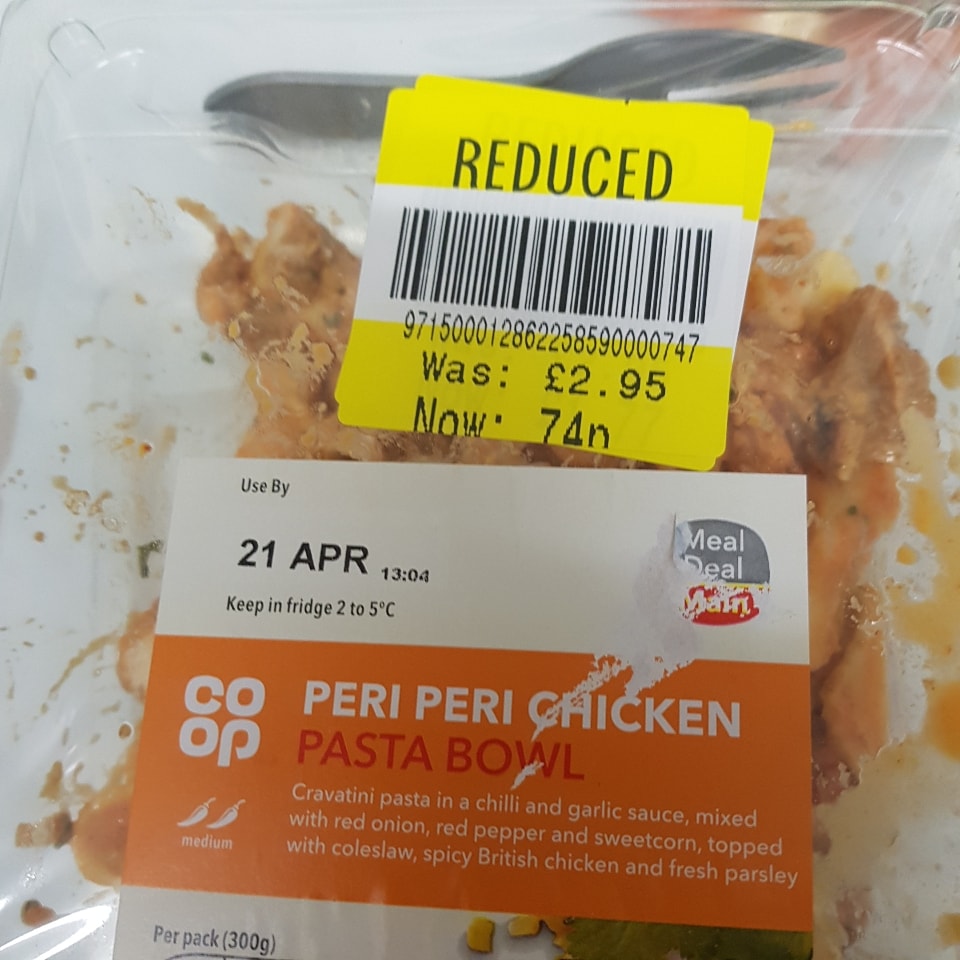 REDUCED
971500012862258590000747
Was: £2.95
Now: 74p
Use By
21 APR 13:04
Keep in fridge 2 to 5°C
Meal
Deal
Main
CO
OP
PERI PERI CHICKEN
PASTA BOWL
medium
Cravatini pasta in a chilli and garlic sauce, mixed
with red onion, red pepper and sweetcorn, topped
with coleslaw, spicy British chicken and fresh parsley
Per pack (300g)